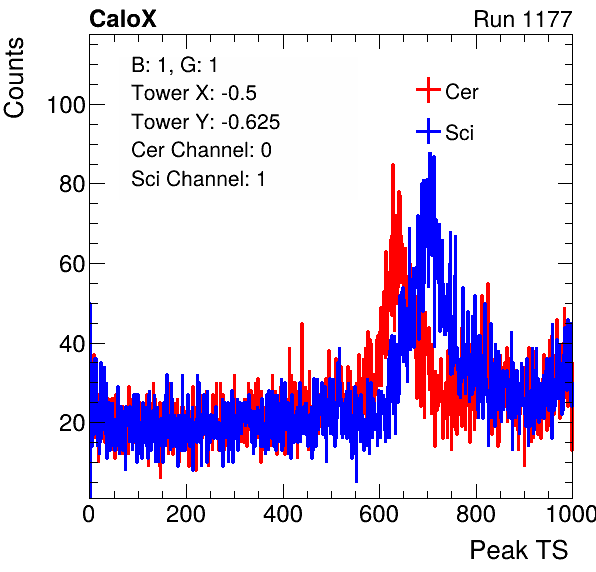 CaloX Run 1177
Counts
B: 1, G: 1
Tower X: -0.5
Tower Y: -0.625
Cer Channel: 0
Sci Channel: 1
Cer
Sci
100
80
60
40
20
0 200 400 600 800 1000
Peak TS